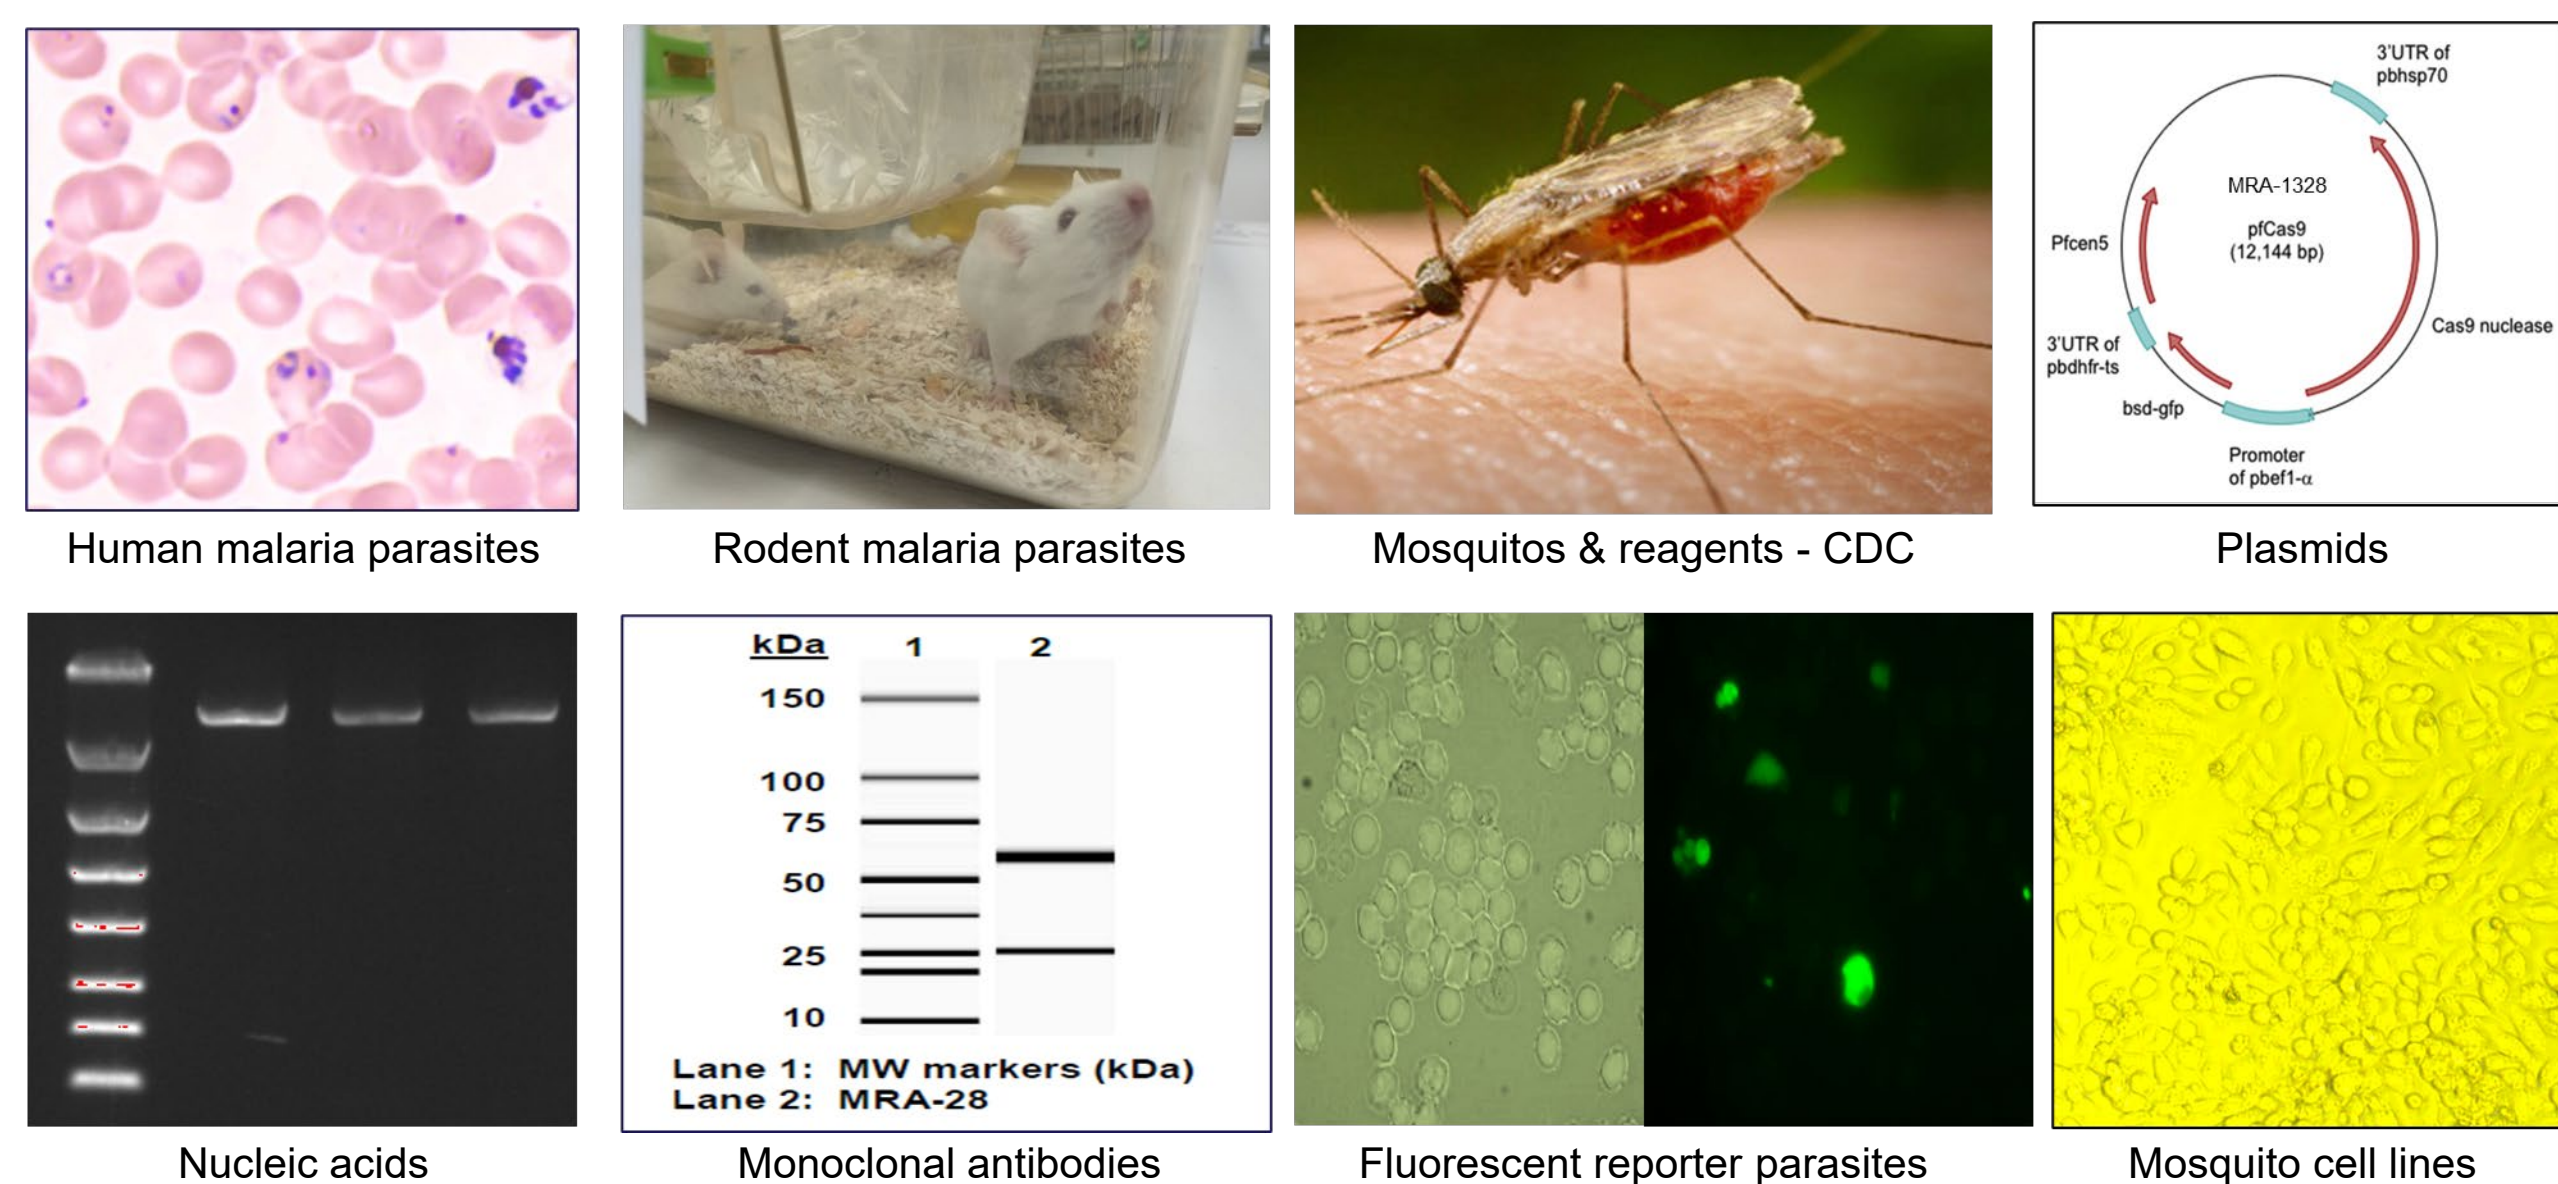 3'UTR of
pbhsp70
MRA-1328
pfCas9
(12,144 bp)
Pfcen5
Cas9 nuclease
3'UTR of
pbdhfr-ts
bsd-gfp
Promoter
of pbef1-α
Human malaria parasites
Rodent malaria parasites
Mosquitos & reagents - CDC
Plasmids
kDa 1 2
150
100
75
50
25
10
Lane 1: MW markers (kDa)
Lane 2: MRA-28
Nucleic acids
Monoclonal antibodies
Fluorescent reporter parasites
Mosquito cell lines